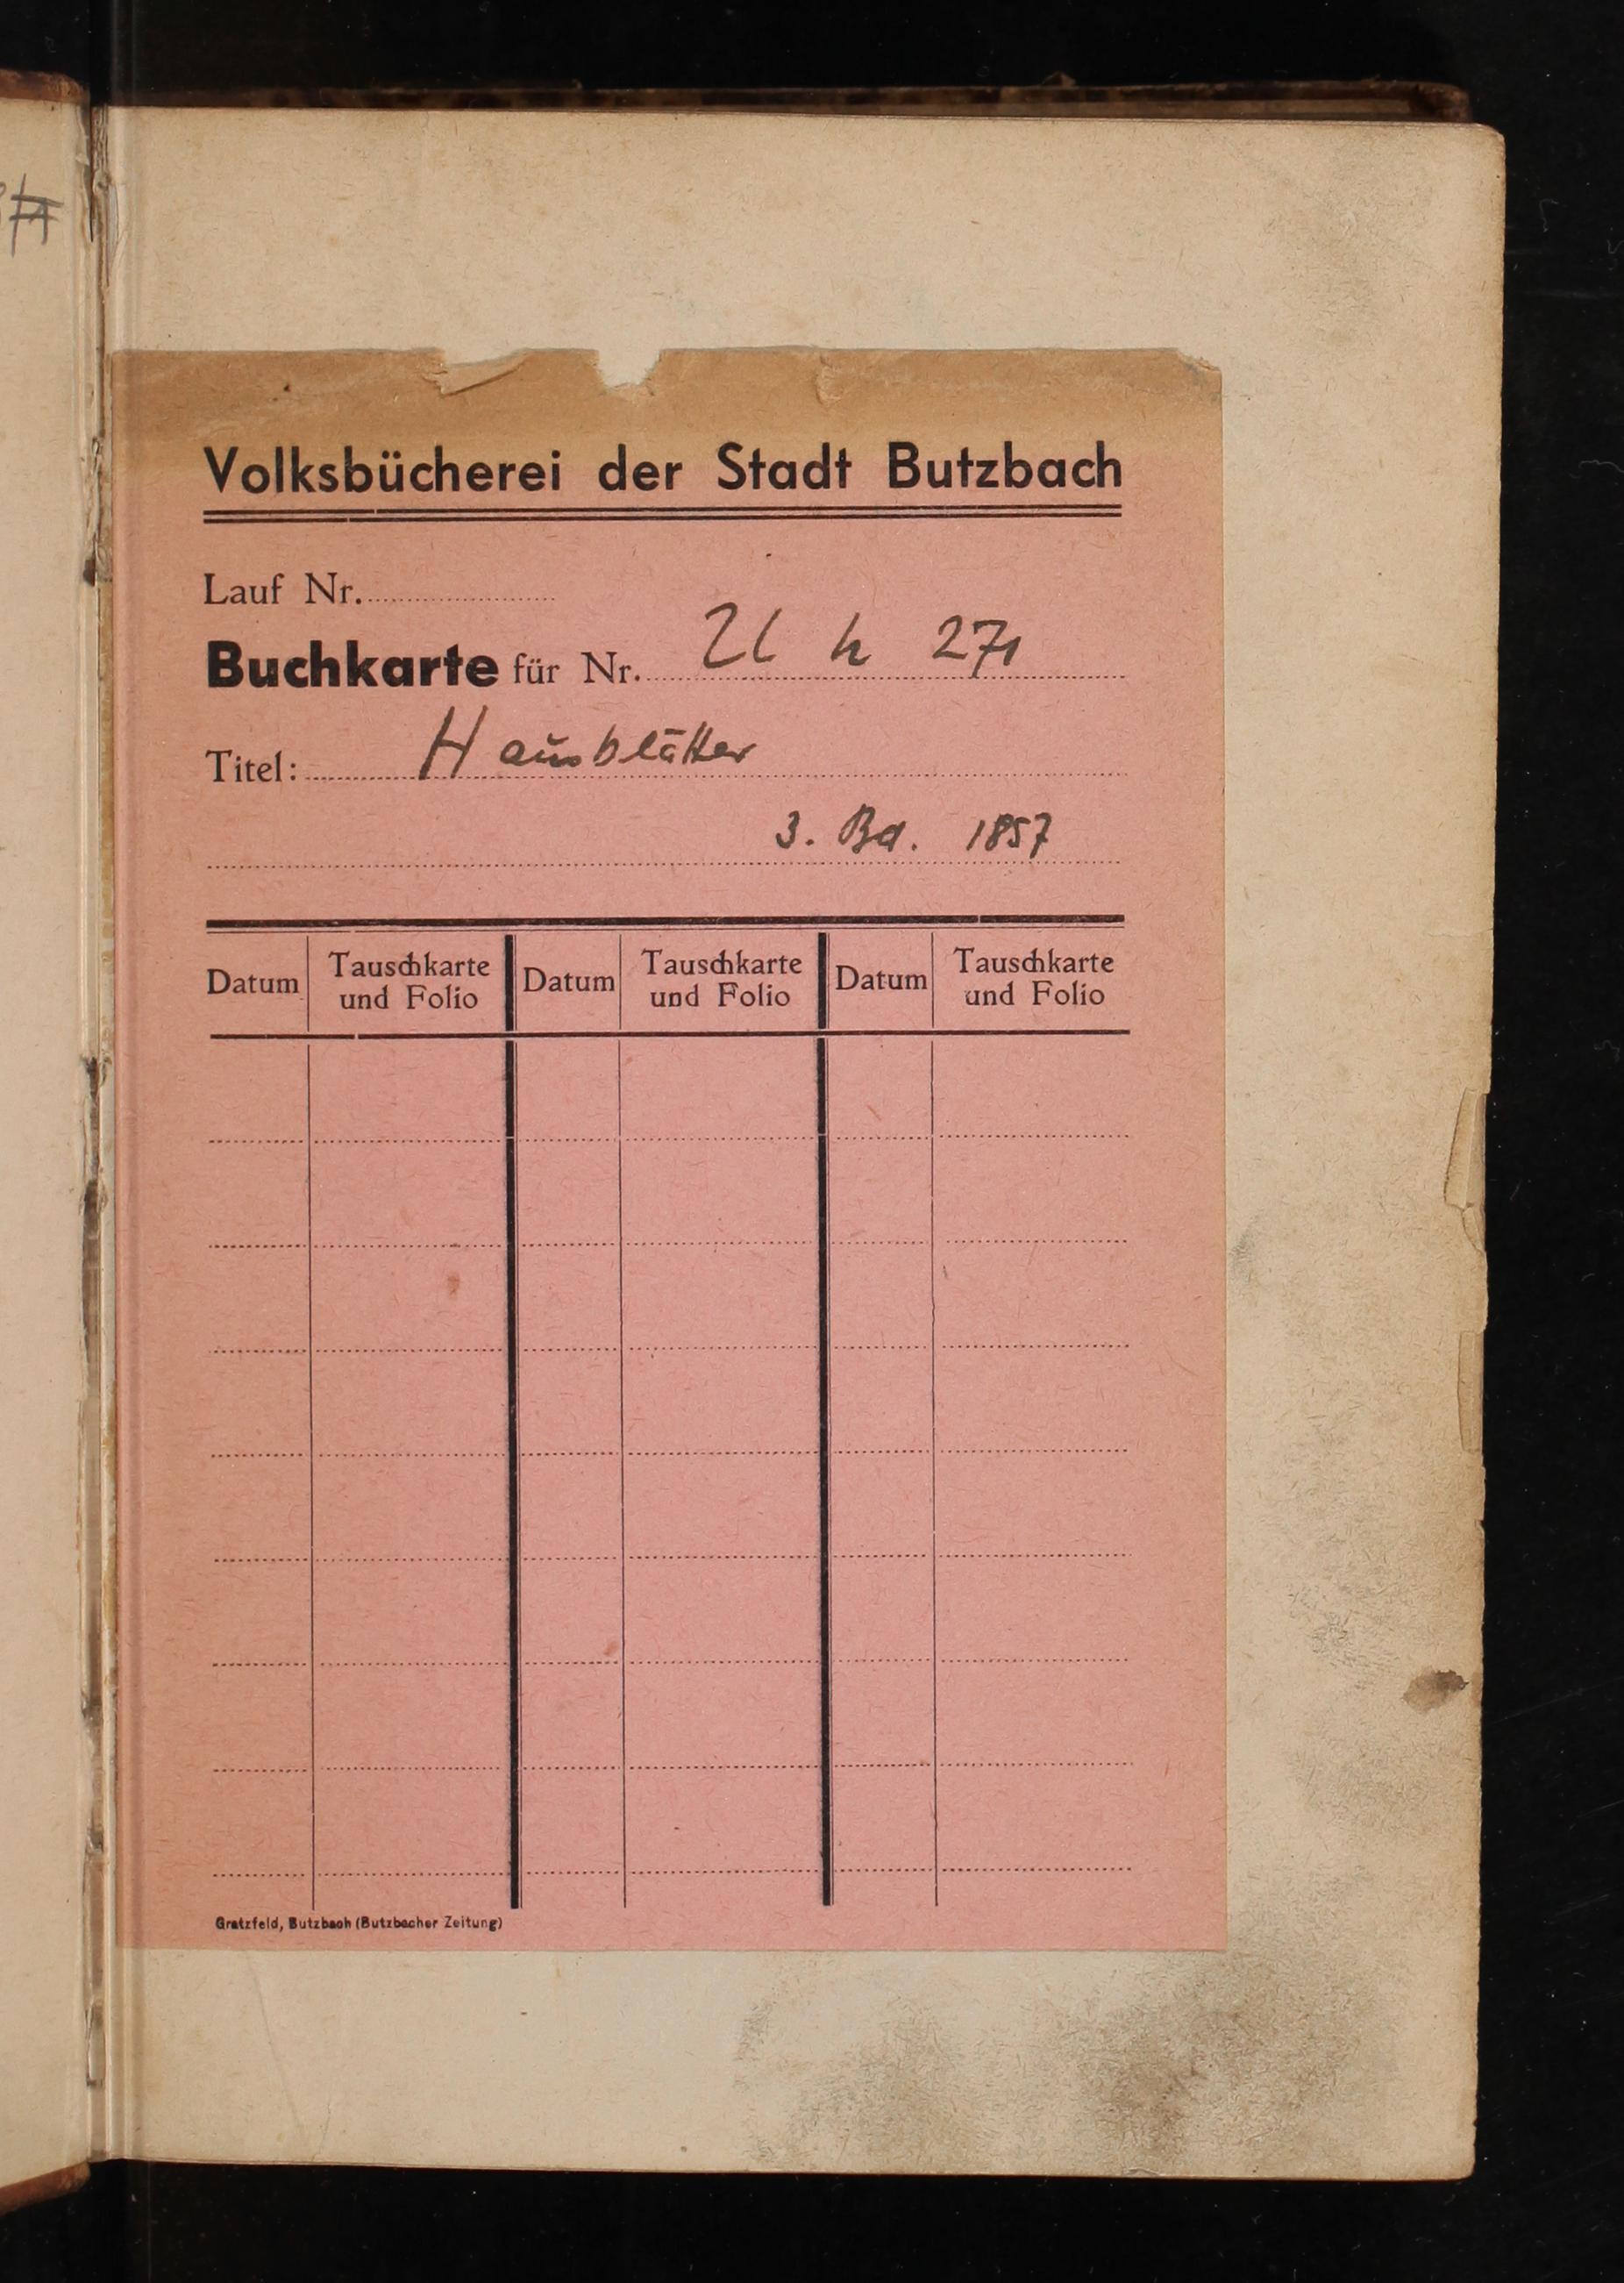 Volksbücherei der Stadt Butzbach
Lauf Nr.
Buchkarte für Nr. U h 271
Titel: Hausblätter
3. Bd. 1857
Datum Tauschkarte und Folio Datum Tauschkarte und Folio Datum Tauschkarte und Folio
Gratzfeld, Butzbach (Butzbacher Zeitung)